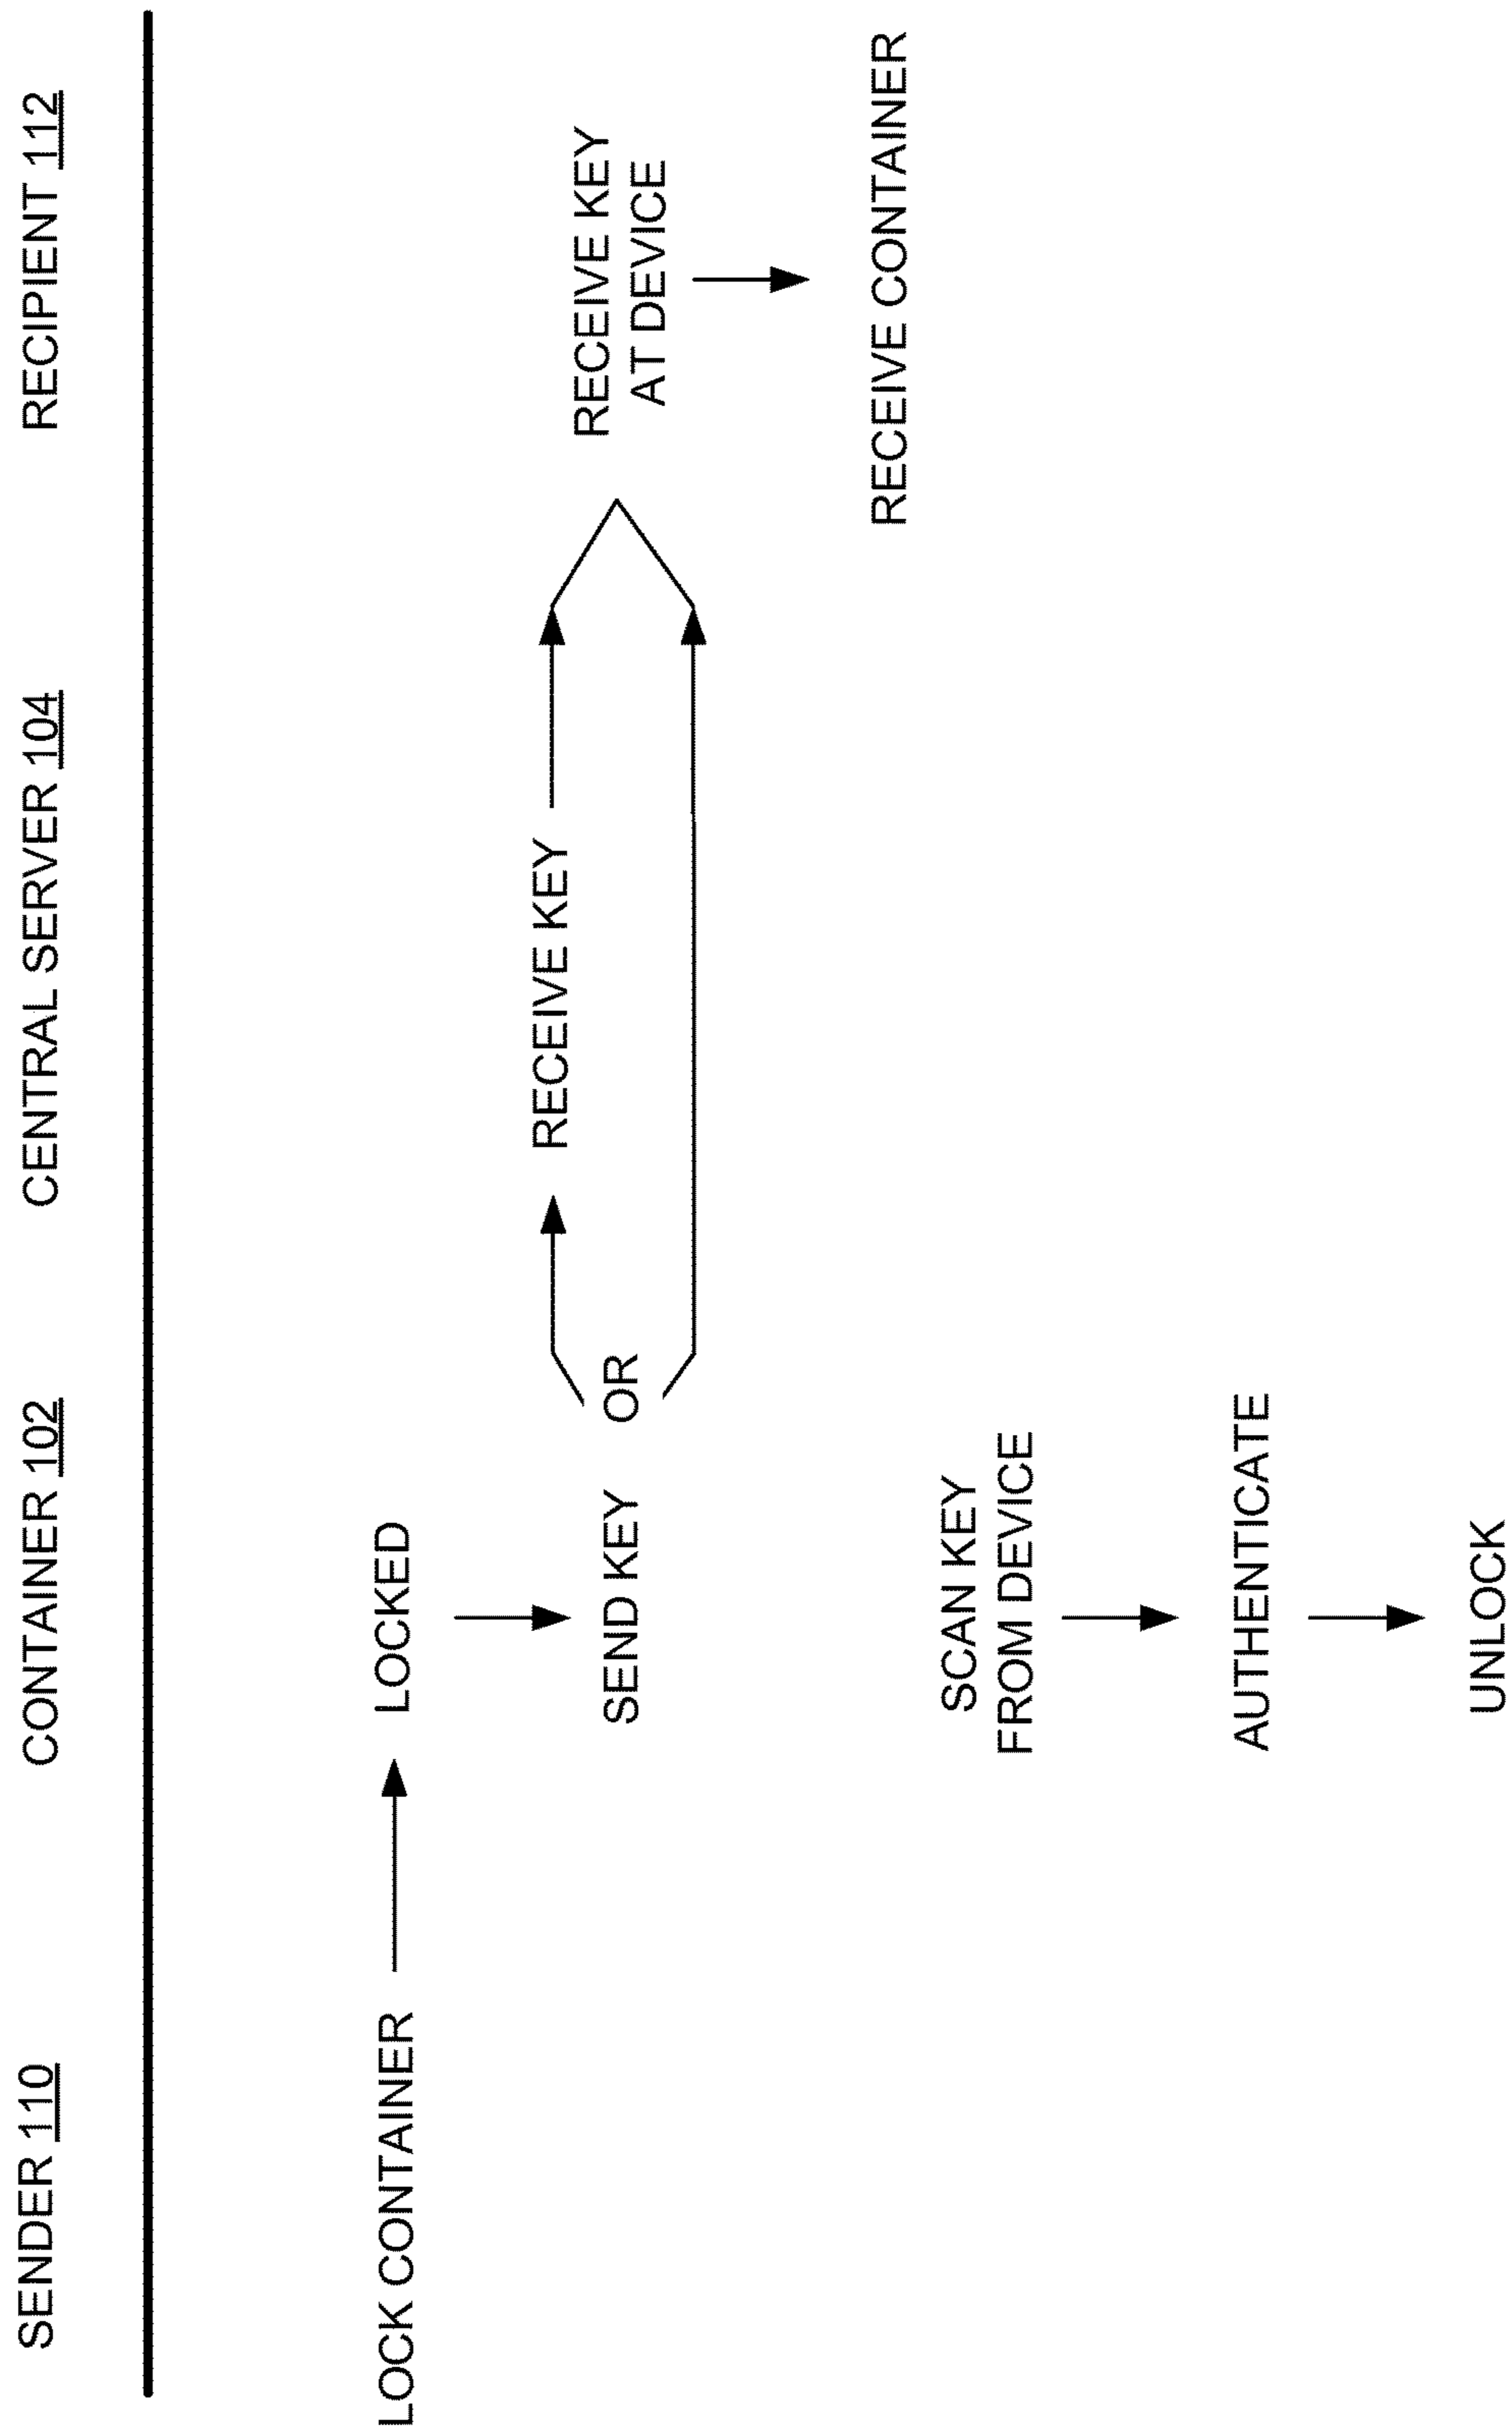 SENDER 110
CONTAINER 102
CENTRAL SERVER 104
RECIPIENT 112
LOCK CONTAINER
LOCKED
SEND KEY OR
RECEIVE KEY
RECEIVE KEY
AT DEVICE
RECEIVE CONTAINER
SCAN KEY
FROM DEVICE
AUTHENTICATE
UNLOCK